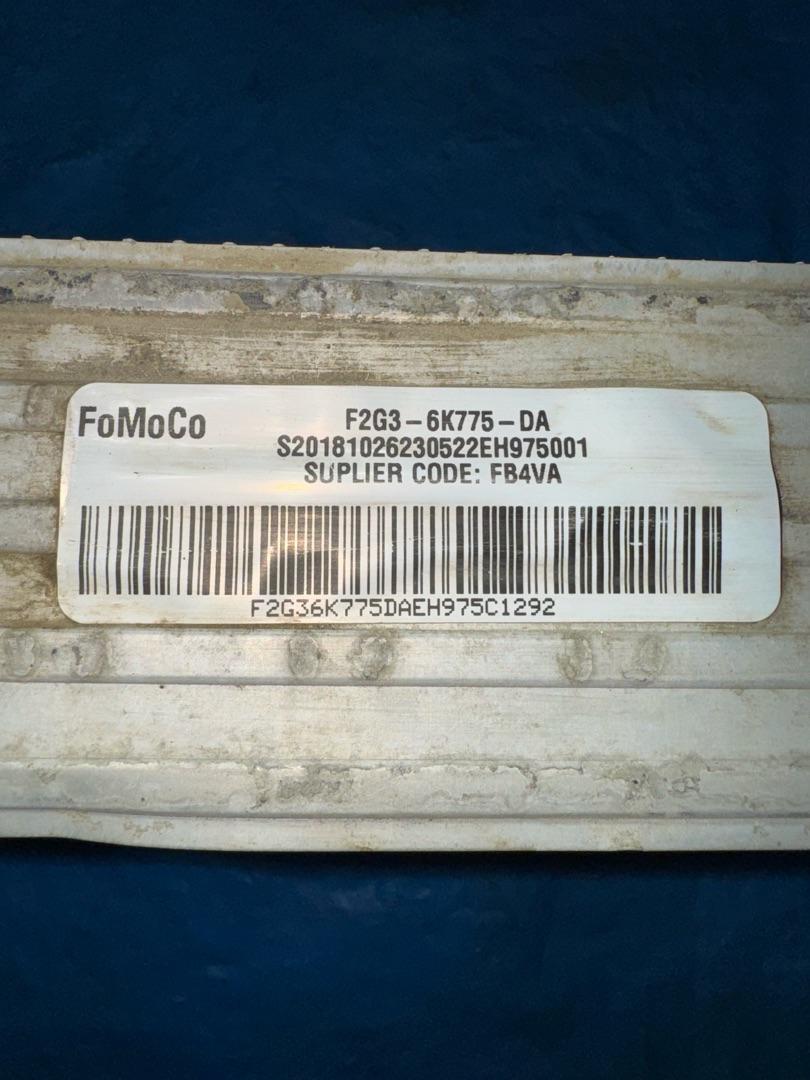 FoMoCo
F2G3-6K775-DA
S20181026230522EH975001
SUPLIER CODE: FB4VA
F2G36K775DAEH975C1292